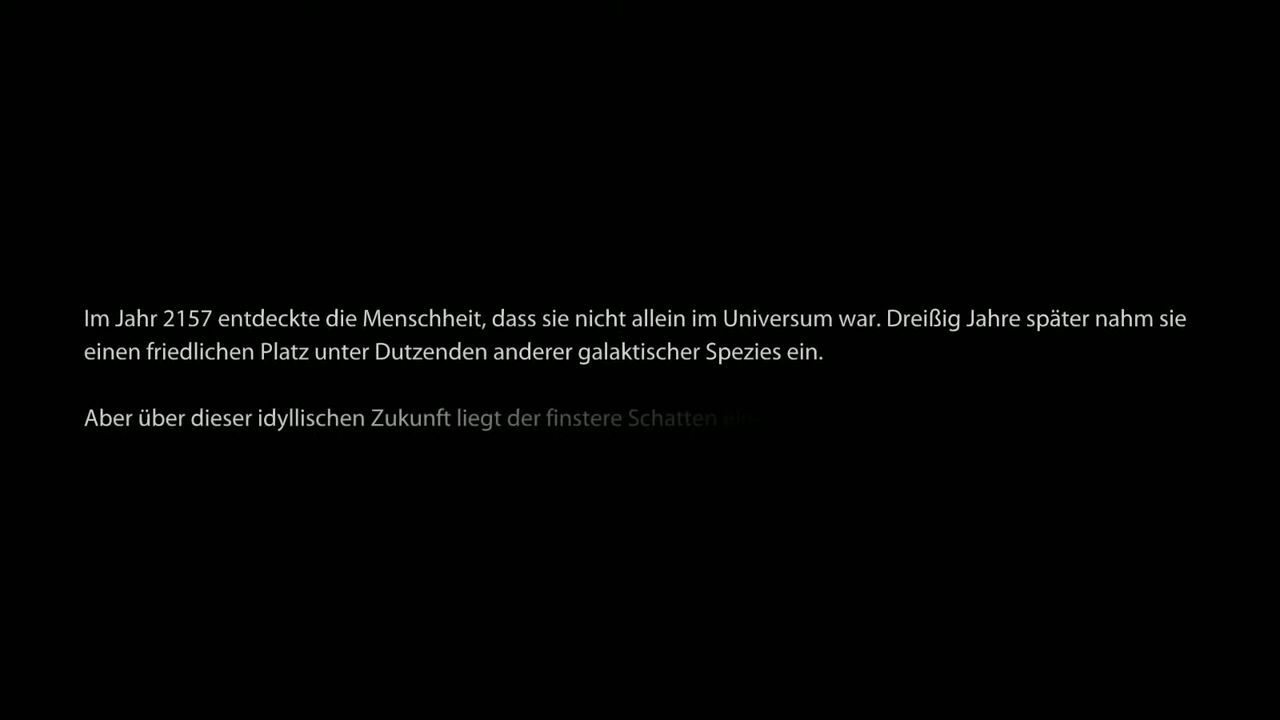 Im Jahr 2157 entdeckte die Menschheit, dass sie nicht allein im Universum war. Dreißig Jahre später nahm sie
einen friedlichen Platz unter Dutzenden anderer galaktischer Spezies ein.
Aber über dieser idyllischen Zukunft liegt der finstere Schatten